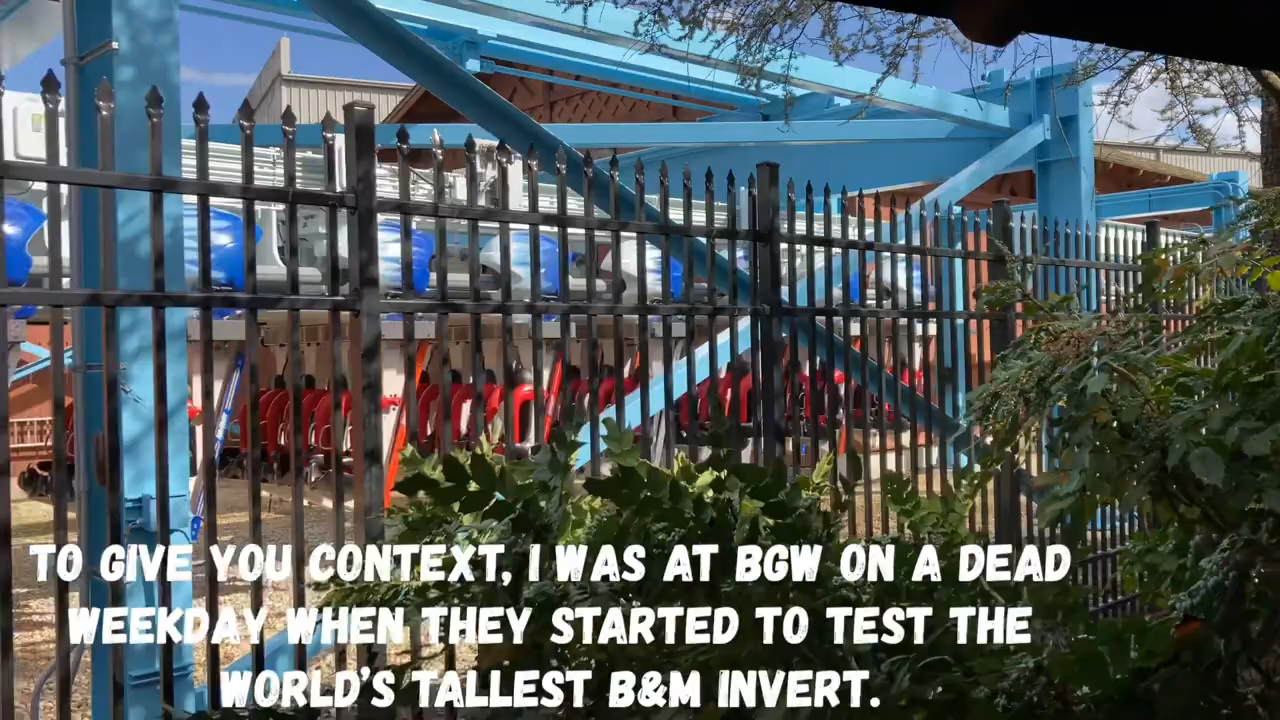 TO GIVE YOU CONTEXT, I WAS AT BGW ON A DEAD
WEEKDAY WHEN THEY STARTED TO TEST THE
WORLD'S TALLEST B&M INVERT.